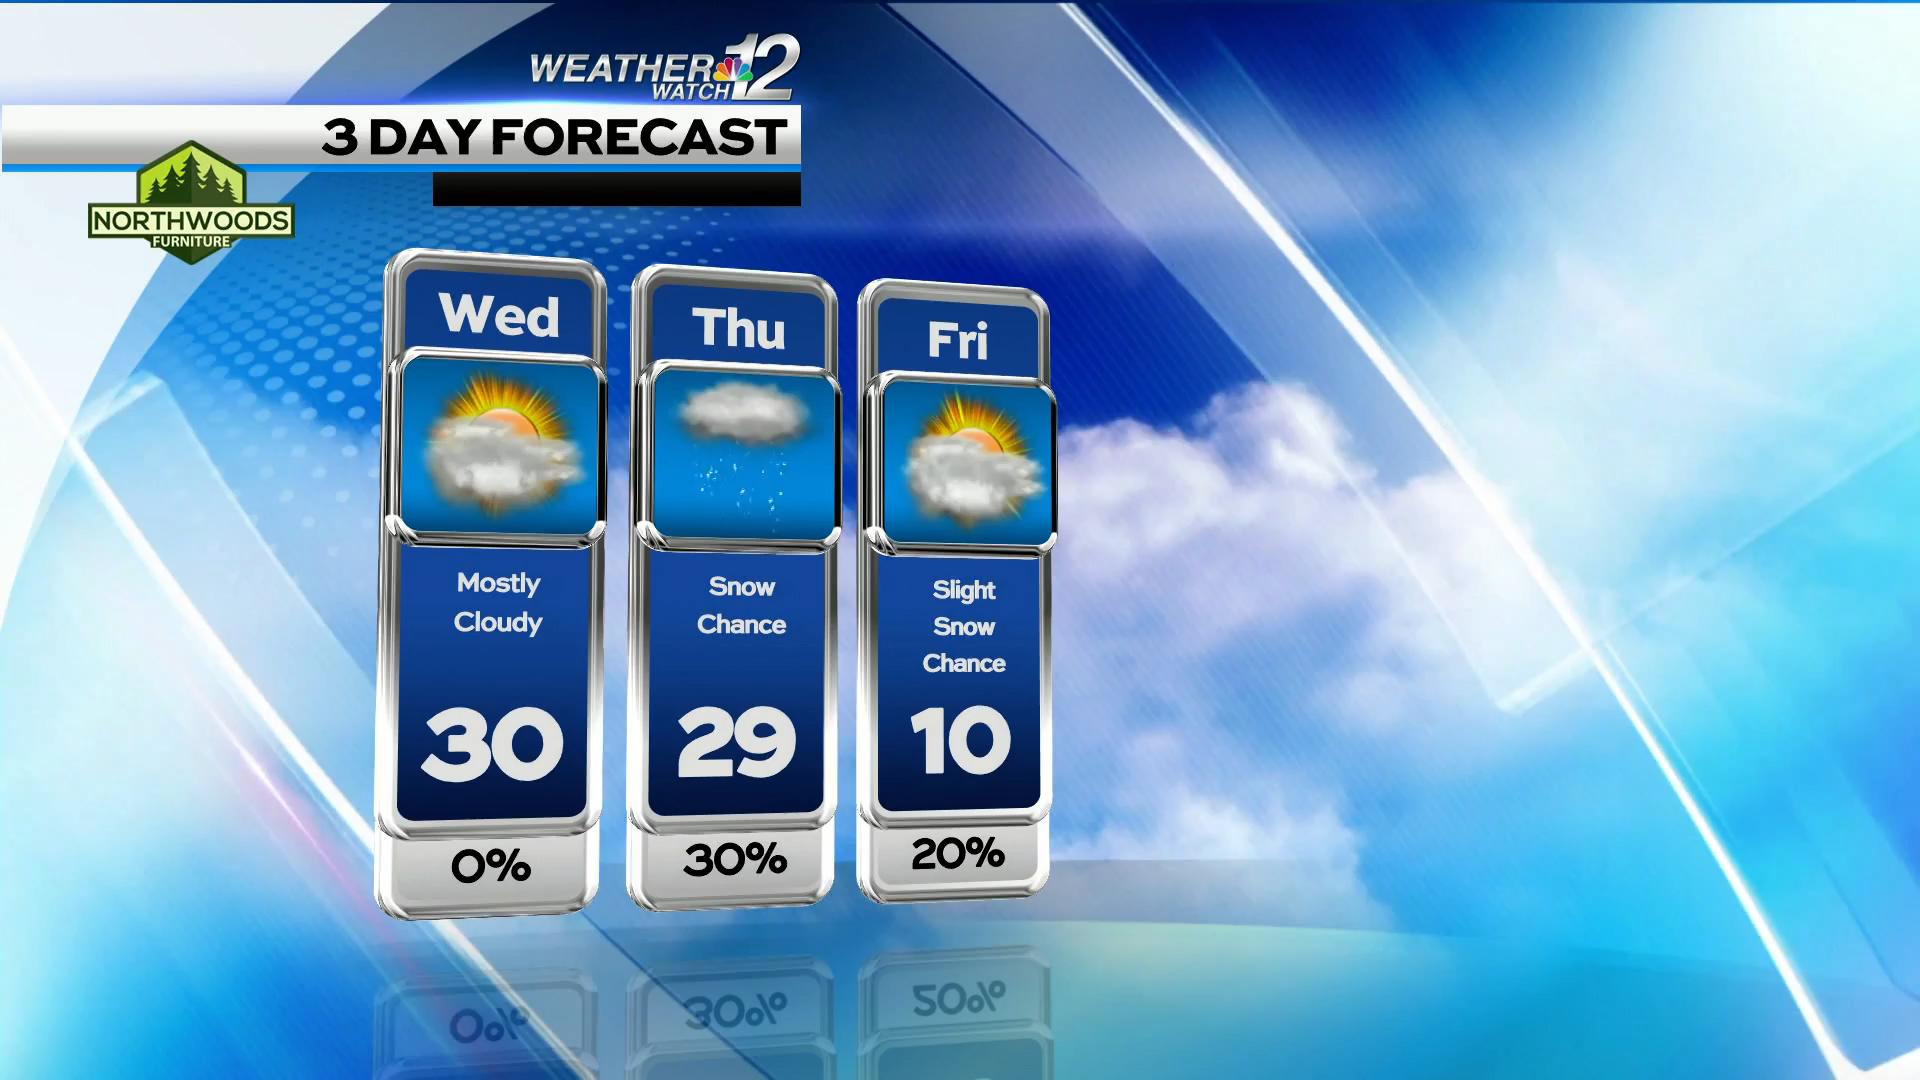 WEATHER 12
WATCH
3 DAY FORECAST
NORTHWOODS
FURNITURE
Wed
Mostly
Cloudy
30
0%
Thu
Snow
Chance
29
30%
Fri
Slight
Snow
Chance
10
20%